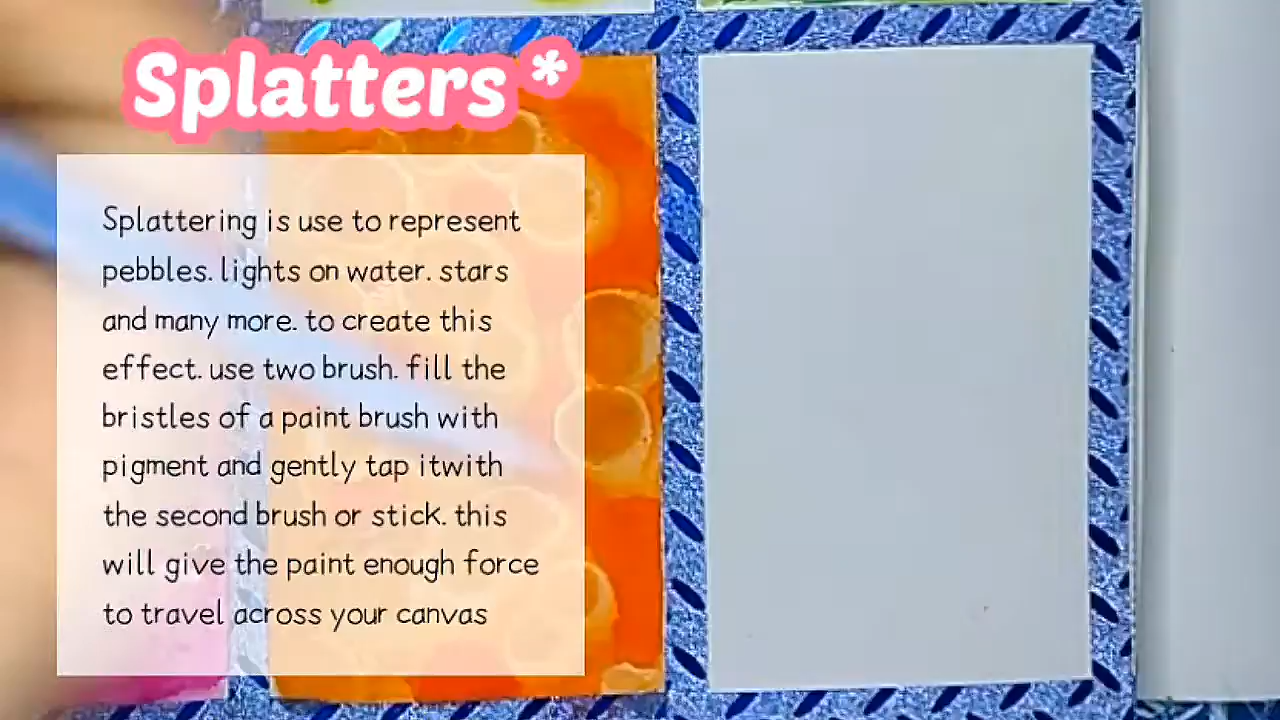 Splatters *
Splattering is use to represent
pebbles. lights on water. stars
and many more. to create this
effect. use two brush. fill the
bristles of a paint brush with
pigment and gently tap itwith
the second brush or stick. this
will give the paint enough force
to travel across your canvas